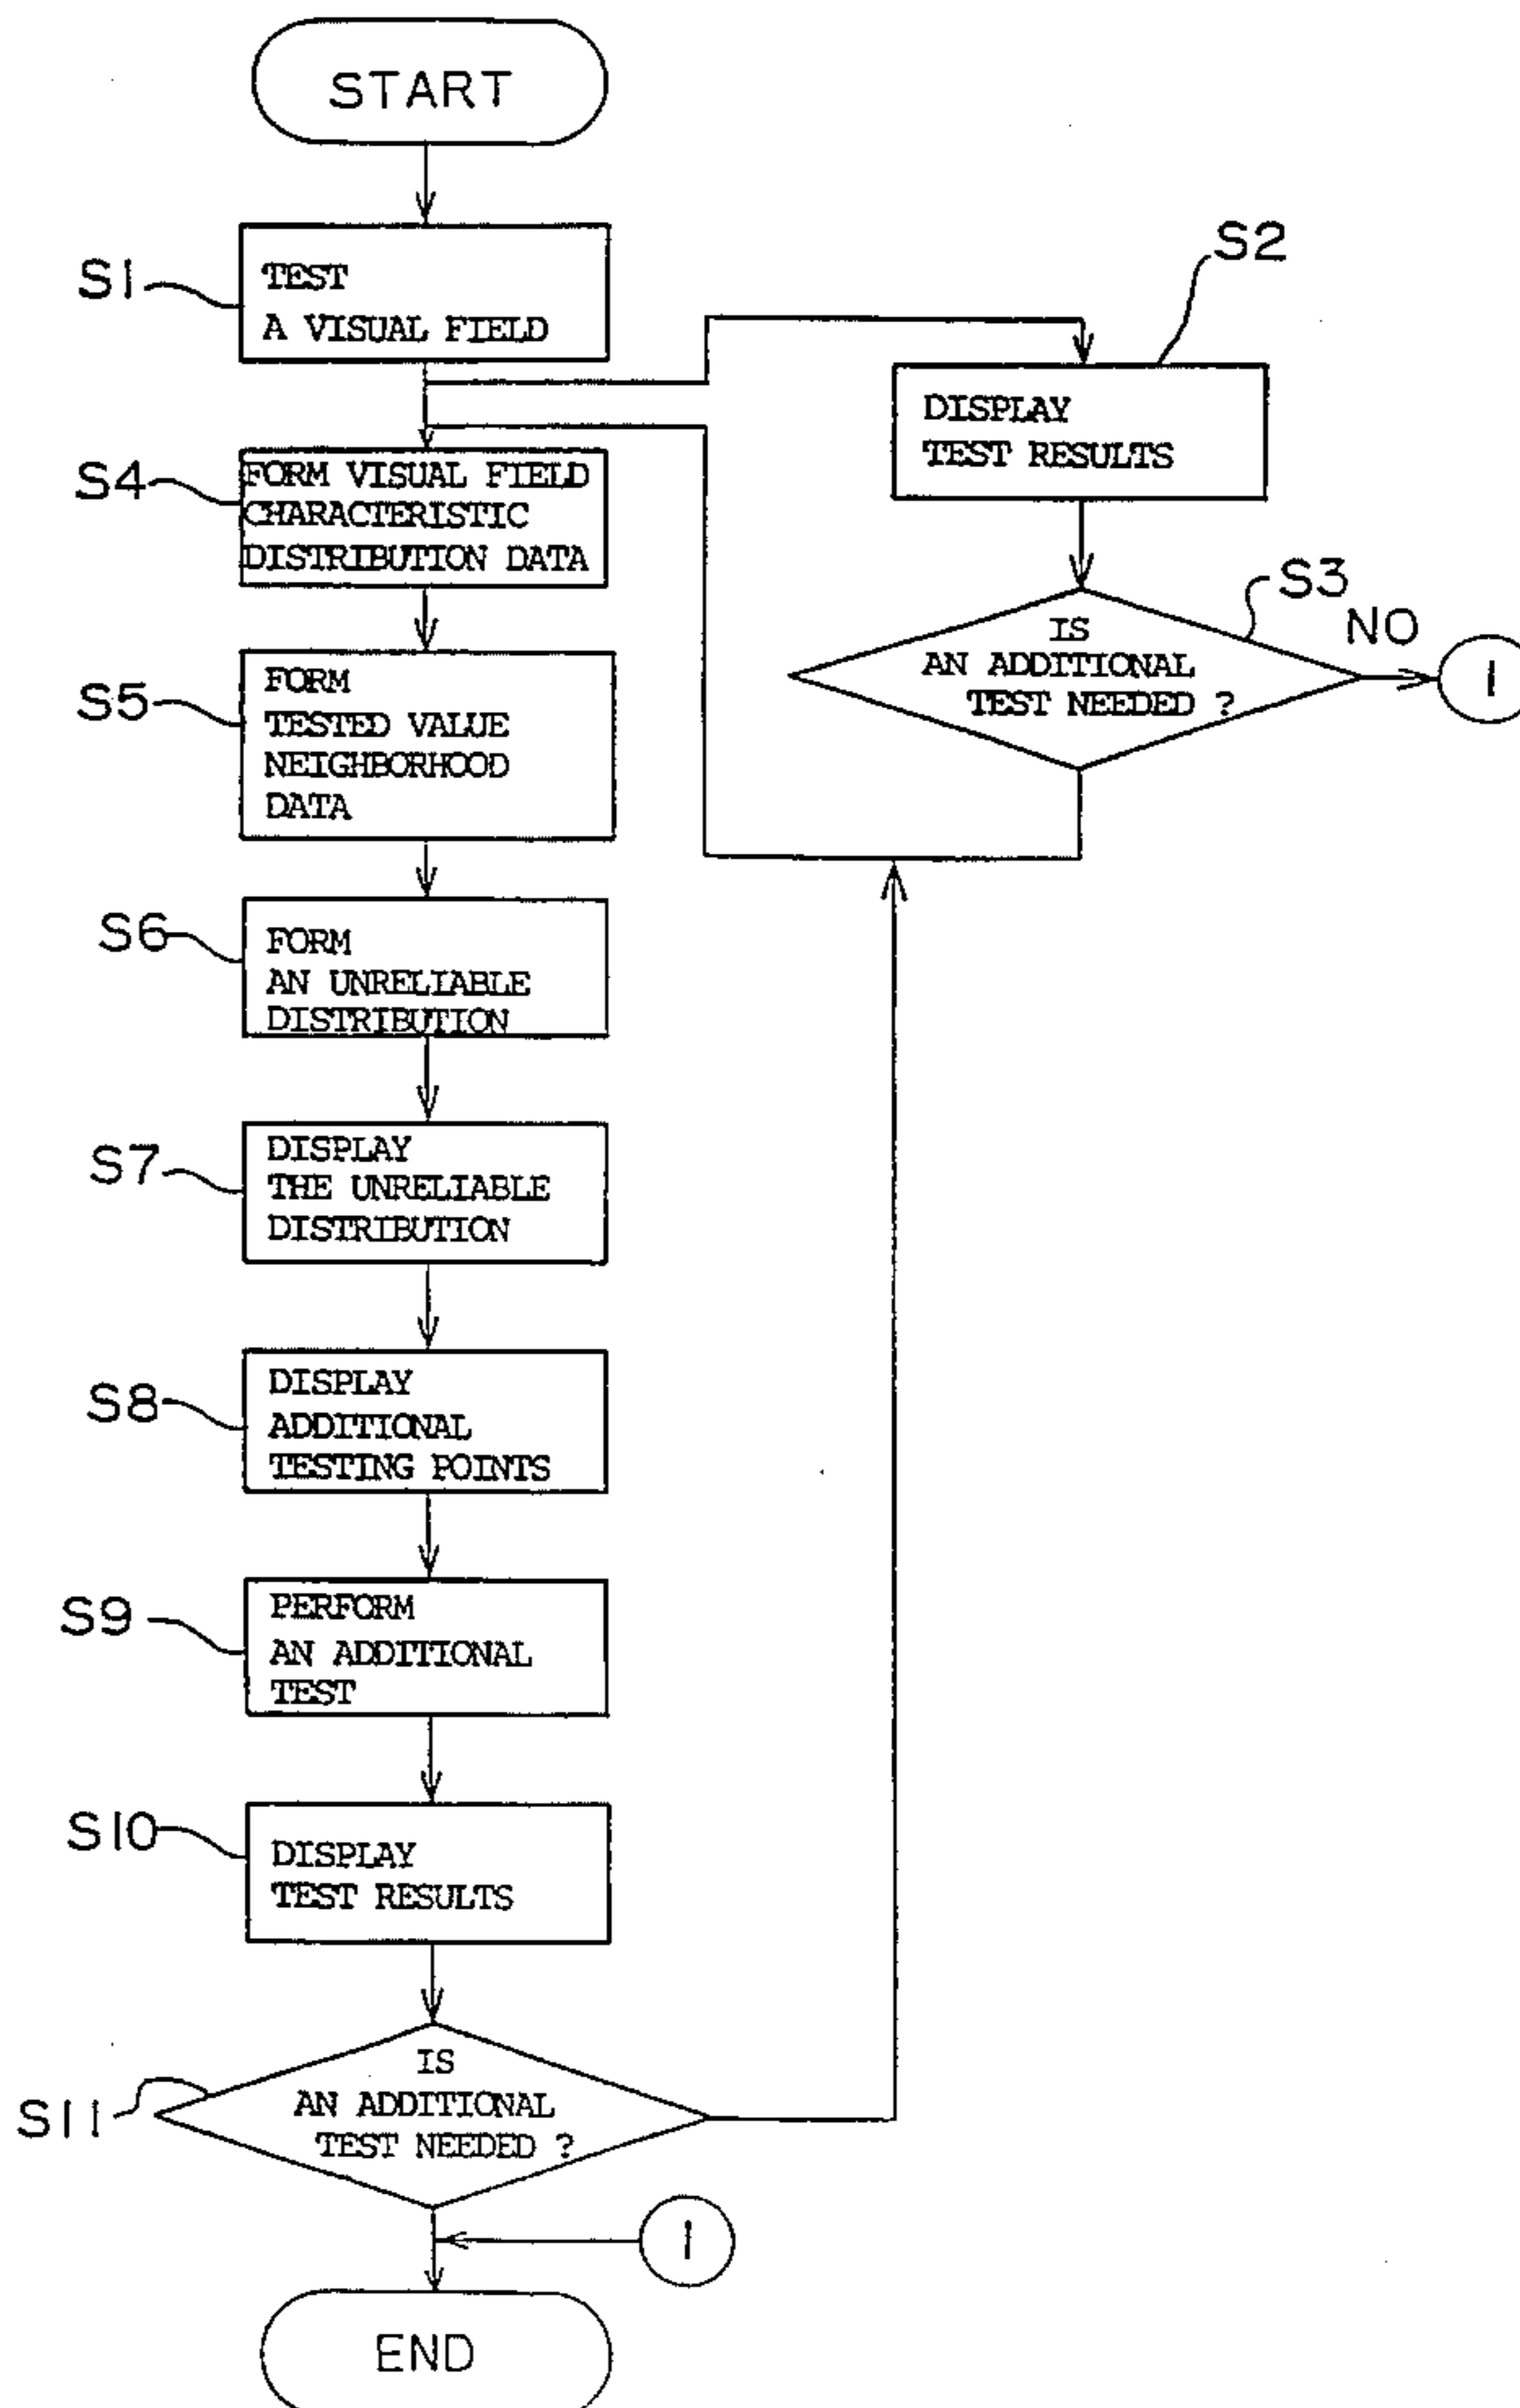 START
S1
TEST
A VISUAL FIELD
S2
DISPLAY
TEST RESULTS
S3
NO
IS
AN ADDITIONAL
TEST NEEDED ?
1
S4
FORM VISUAL FIELD
CHARACTERISTIC
DISTRIBUTION DATA
S5
FORM
TESTED VALUE
NEIGHBORHOOD
DATA
S6
FORM
AN UNRELIABLE
DISTRIBUTION
S7
DISPLAY
THE UNRELIABLE
DISTRIBUTION
S8
DISPLAY
ADDITIONAL
TESTING POINTS
S9
PERFORM
AN ADDITIONAL
TEST
S10
DISPLAY
TEST RESULTS
S11
IS
AN ADDITIONAL
TEST NEEDED ?
1
END